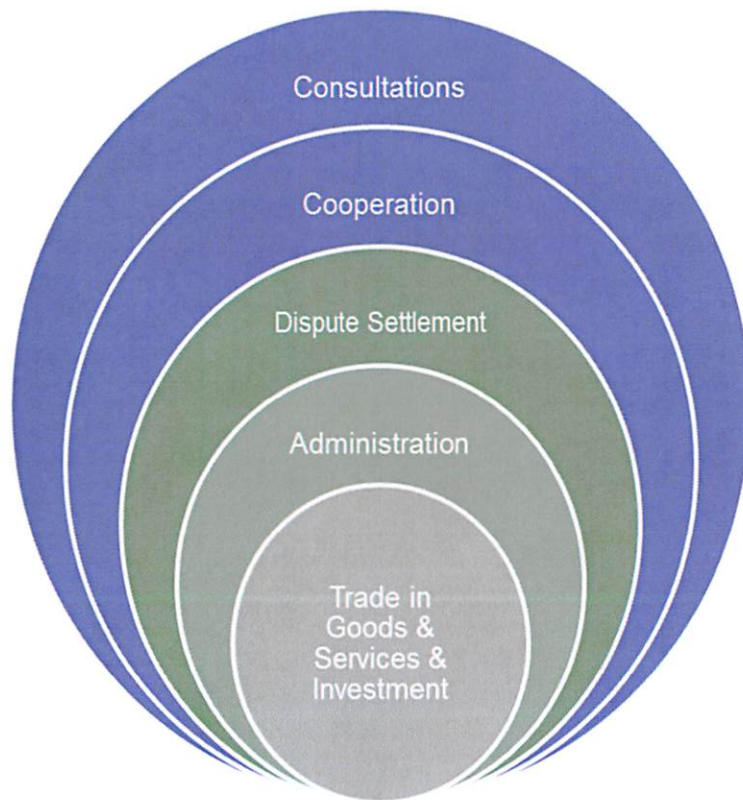 Consultations
Cooperation
Dispute Settlement
Administration
Trade in
Goods &
Services &
Investment